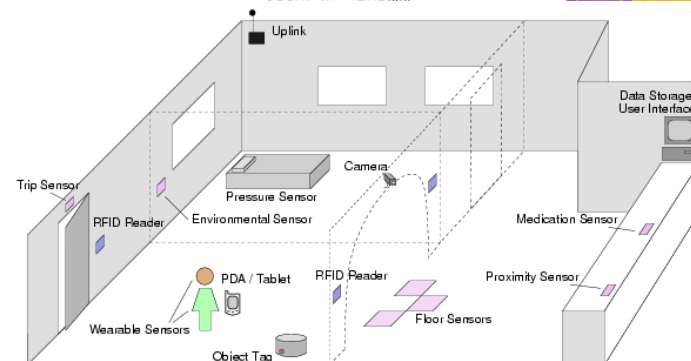 Uplink
Data Storage
User Interface
Camera
Trip Sensor
Pressure Sensor
RFID Reader
Environmental Sensor
Medication Sensor
PDA / Tablet
RFID Reader
Proximity Sensor
Wearable Sensors
Floor Sensors
Object Tag